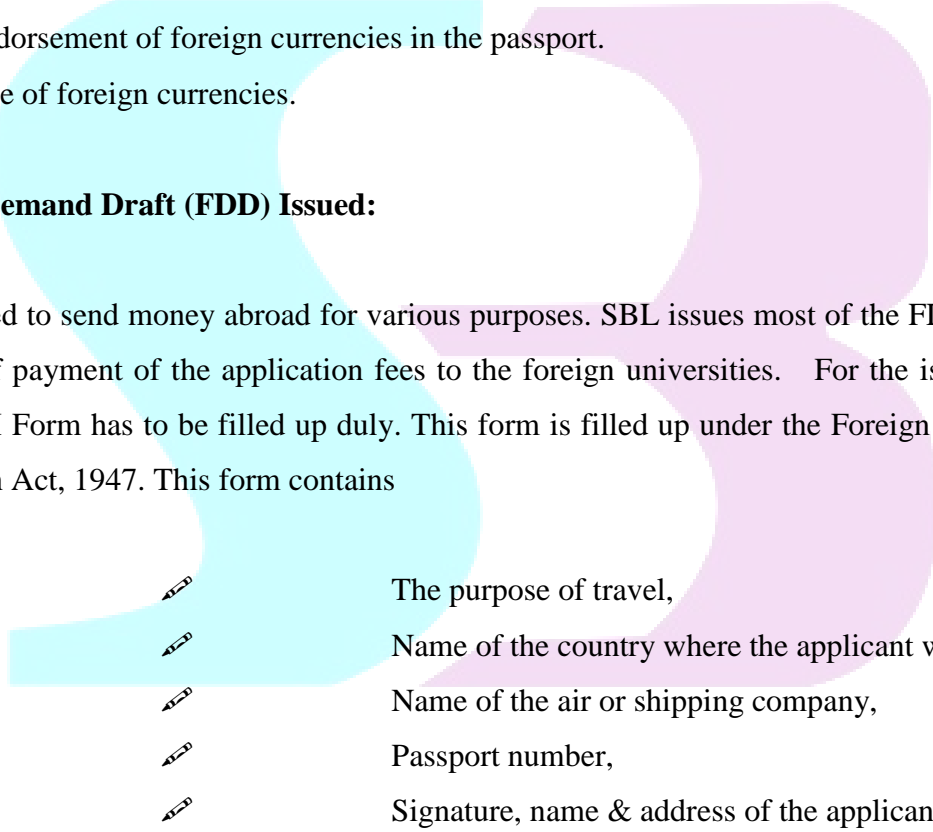 dorsement of foreign currencies in the passport.
e of foreign currencies.
emand Draft (FDD) Issued:
ed to send money abroad for various purposes. SBL issues most of the FD
f payment of the application fees to the foreign universities. For the is
Form has to be filled up duly. This form is filled up under the Foreign
n Act, 1947. This form contains
The purpose of travel,
Name of the country where the applicant w
Name of the air or shipping company,
Passport number,
Signature, name & address of the applican